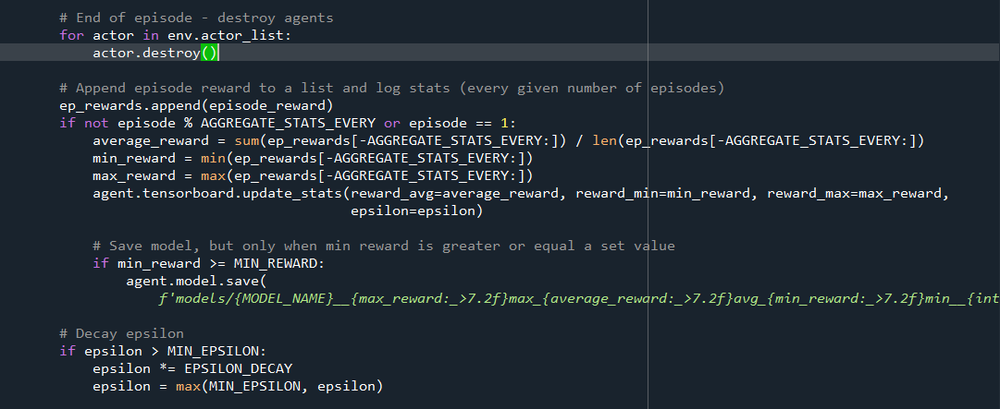 # End of episode - destroy agents
for actor in env.actor_list:
    actor.destroy()
# Append episode reward to a list and log stats (every given number of episodes)
ep_rewards.append(episode_reward)
if not episode % AGGREGATE_STATS_EVERY or episode == 1:
    average_reward = sum(ep_rewards[-AGGREGATE_STATS_EVERY:]) / len(ep_rewards[-AGGREGATE_STATS_EVERY:])
    min_reward = min(ep_rewards[-AGGREGATE_STATS_EVERY:])
    max_reward = max(ep_rewards[-AGGREGATE_STATS_EVERY:])
    agent.tensorboard.update_stats(reward_avg=average_reward, reward_min=min_reward, reward_max=max_reward,
                                   epsilon=epsilon)
    # Save model, but only when min reward is greater or equal a set value
    if min_reward >= MIN_REWARD:
        agent.model.save(
            f'models/{MODEL_NAME}__{max_reward:_>7.2f}max_{average_reward:_>7.2f}avg_{min_reward:_>7.2f}min__{int
# Decay epsilon
if epsilon > MIN_EPSILON:
    epsilon *= EPSILON_DECAY
    epsilon = max(MIN_EPSILON, epsilon)